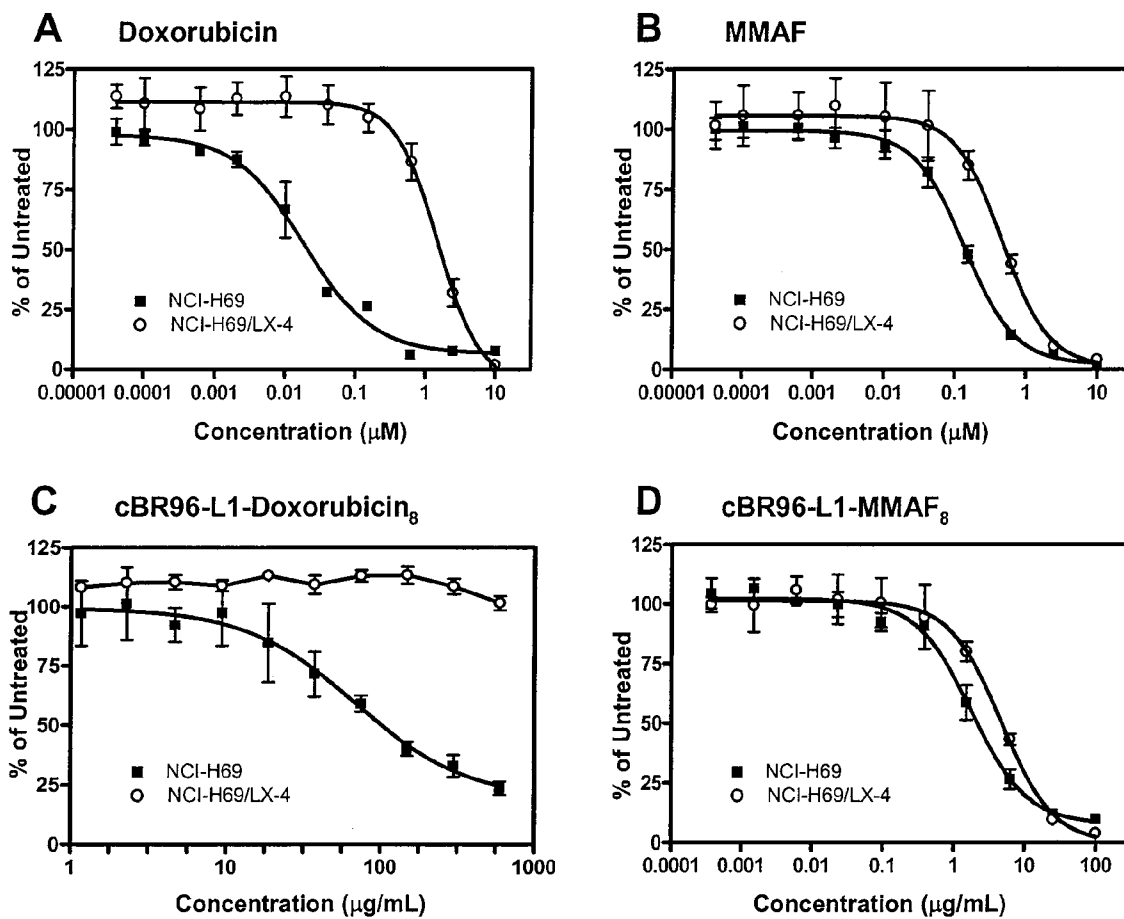 A Doxorubicin
125
100
75
50
25
0
% of Untreated
NCI-H69
NCI-H69/LX-4
0.00001 0.0001 0.01 0.1 1 10
Concentration (μM)
B MMAF
125
100
75
50
25
0
% of Untreated
NCI-H69
NCI-H69/LX-4
0.00001 0.0001 0.01 0.1 1 10
Concentration (μM)
C cBR96-L1-Doxorubicin₈
125
100
75
50
25
0
% of Untreated
NCI-H69
NCI-H69/LX-4
1 10 100 1000
Concentration (μg/mL)
D cBR96-L1-MMAF₈
125
100
75
50
25
0
% of Untreated
NCI-H69
NCI-H69/LX-4
0.0001 0.001 0.01 0.1 1 10 100
Concentration (μg/mL)